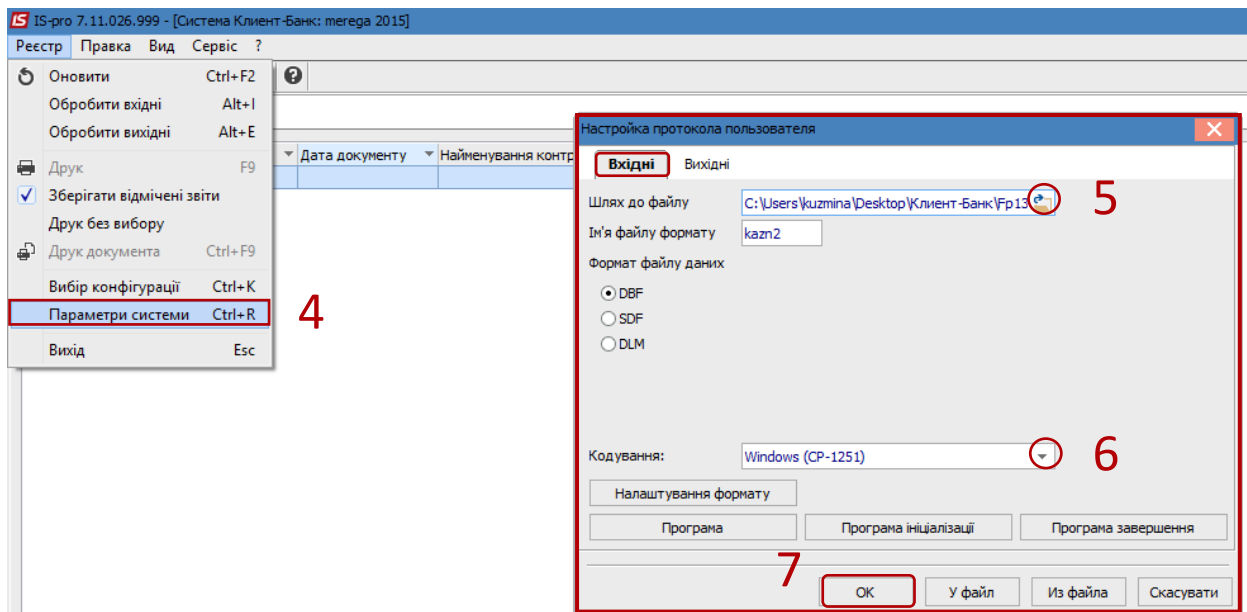 IS-pro 7.11.026.999 - [Система Клиент-Банк: merega 2015]
Реєстр Правка Вид Сервіс ?
Оновити Ctrl+F2
Обробити вхідні Alt+I
Обробити вихідні Alt+E
Друк F9
Зберігати відмічені звіти
Друк без вибору
Друк документа Ctrl+F9
Вибір конфігурації Ctrl+K
Параметри системи Ctrl+R
Вихід Esc
4
Дата документу Найменування контр
Настройка протокола пользователя
Вхідні Вихідні
Шлях до файлу C:\Users\kuzmina\Desktop\Клиент-Банк\Fp13
5
Ім'я файлу формату kazn2
Формат файлу даних
DBF
SDF
DLM
Кодування: Windows (CP-1251)
6
Налаштування формату
Програма Програма ініціалізації Програма завершення
7
OK У файл Из файла Скасувати